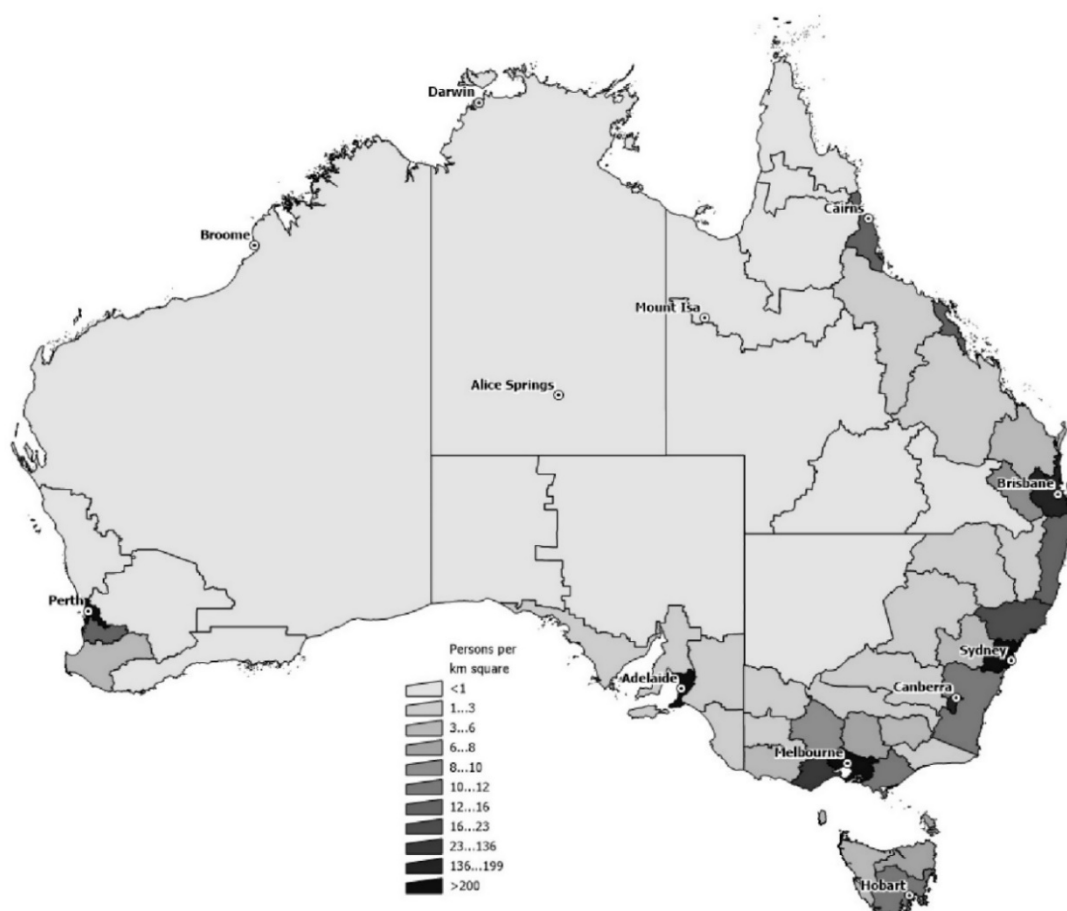 Darwin
Cairns
Broome
Mount Isa
Alice Springs
Brisbane
Perth
Persons per
km square
<1
1...3
3...6
6...8
8...10
10...12
12...16
16...23
23...136
136...199
>200
Sydney
Adelaide
Canberra
Melbourne
Hobart